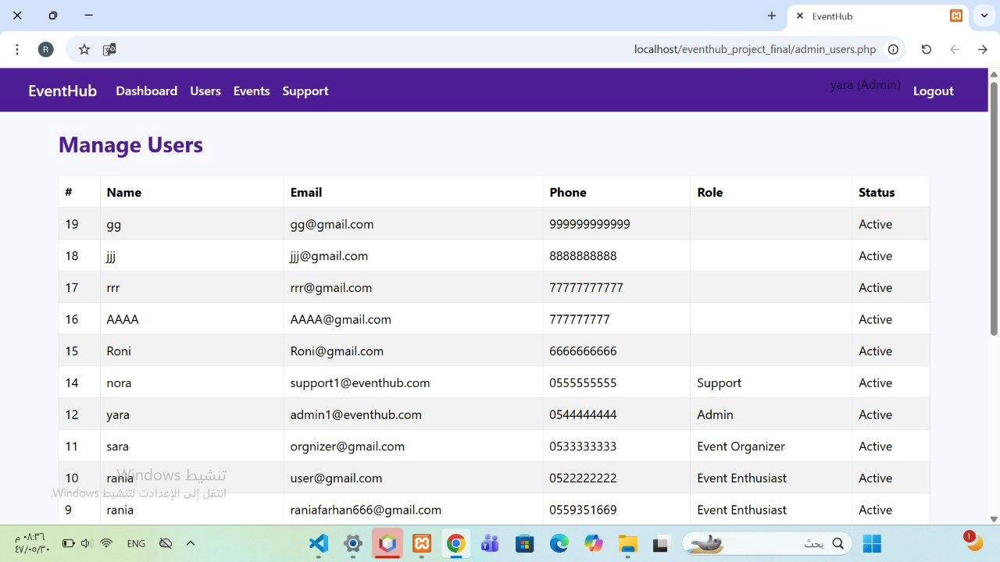 EventHub
R
localhost/eventhub_project_final/admin_users.php
EventHub Dashboard Users Events Support yara (Admin) Logout
Manage Users
# Name Email Phone Role Status
19 gg gg@gmail.com 999999999999 Active
18 jjj jjj@gmail.com 8888888888 Active
17 rrr rrr@gmail.com 77777777777 Active
16 AAAA AAAA@gmail.com 777777777 Active
15 Roni Roni@gmail.com 6666666666 Active
14 nora support1@eventhub.com 0555555555 Support Active
12 yara admin1@eventhub.com 0544444444 Admin Active
11 sara orgnizer@gmail.com 0533333333 Event Organizer Active
10 rania user@gmail.com 0522222222 Event Enthusiast Active
9 rania raniafarhan666@gmail.com 0559351669 Event Enthusiast Active
تنشيط Windows
انتقل إلى الإعدادت لتنشيط Windows.
٠٨:٣٦ م
٤٧/٠٥/٣٠
ENG
بحث
1